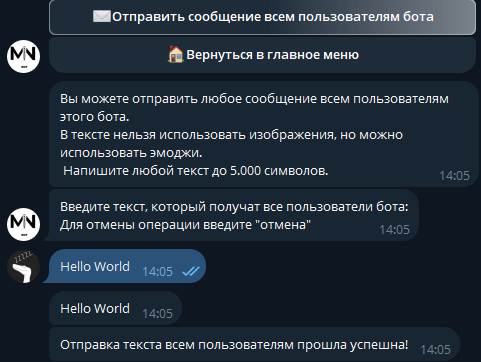 ✉️Отправить сообщение всем пользователям бота
🏠Вернуться в главное меню
Вы можете отправить любое сообщение всем пользователям
этого бота.
В тексте нельзя использовать изображения, но можно
использовать эмоджи.
Напишите любой текст до 5.000 символов.
14:05
Введите текст, который получат все пользователи бота:
Для отмены операции введите "отмена"
14:05
MN
Hello World 14:05
Hello World 14:05
Отправка текста всем пользователям прошла успешна! 14:05